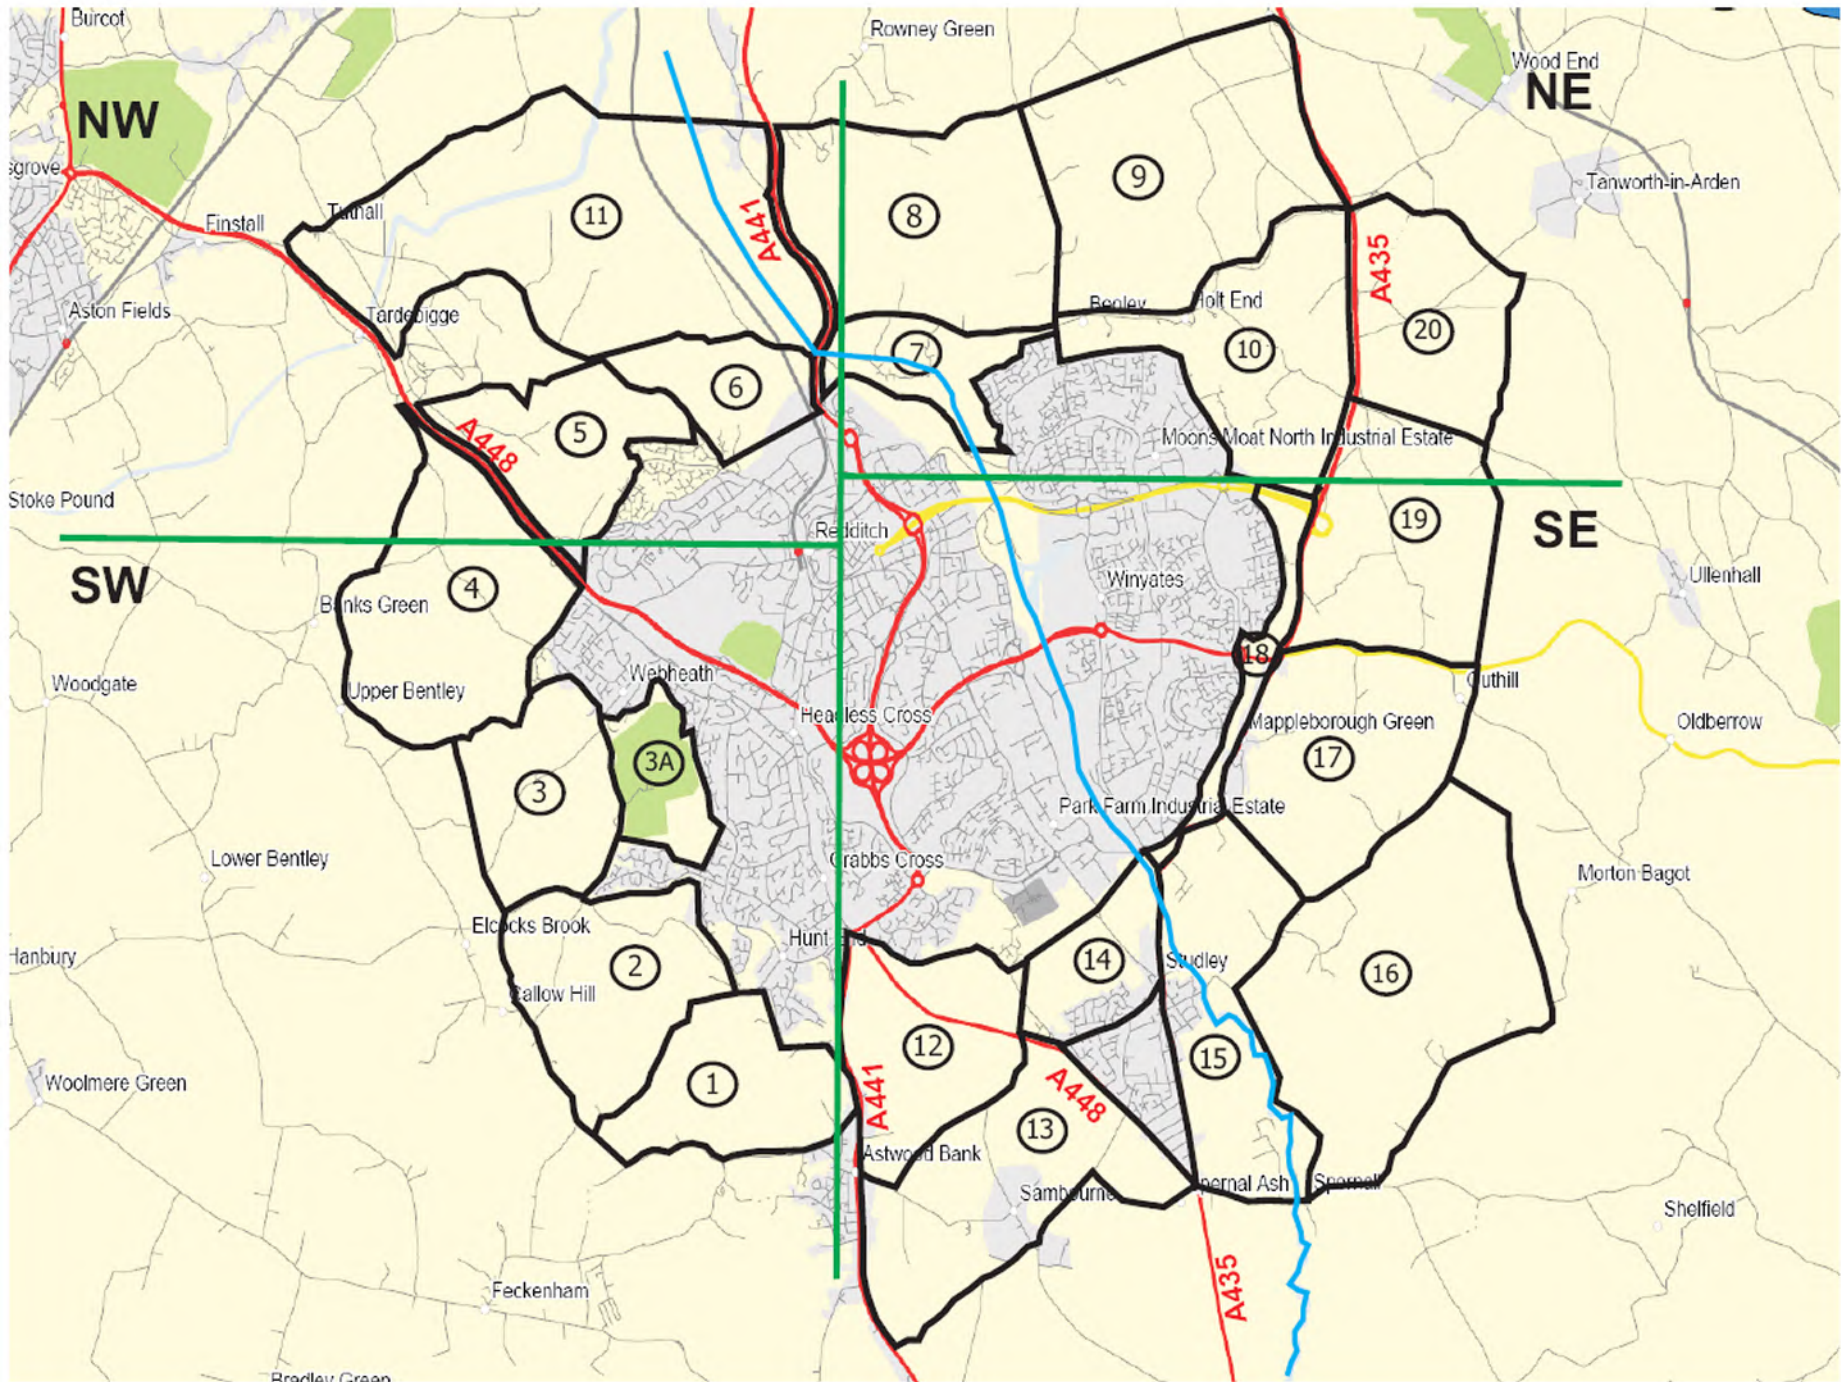 Burcot
Rowney Green
Wood End
NW
NE
sgrove
9
Tanworth-in-Arden
Tutnall
11
8
Finstall
A441
A435
Aston Fields
Tardebigge
Beoley
Holt End
20
7
10
6
5
A448
Moons Moat North Industrial Estate
Stoke Pound
19
Redditch
SE
SW
4
Winyates
Ullenhall
Banks Green
18
Webheath
Outhill
Woodgate
Upper Bentley
Headless Cross
Mappleborough Green
Oldberrow
3A
17
3
Park Farm Industrial Estate
Lower Bentley
Crabbs Cross
Morton Bagot
Elcocks Brook
Hunt End
Hanbury
2
14
Studley
16
Callow Hill
12
15
1
Woolmere Green
A441
A448
13
Astwood Bank
Sambourne
pernal Ash
Spernall
Shelfield
Feckenham
A435
Bradley Green